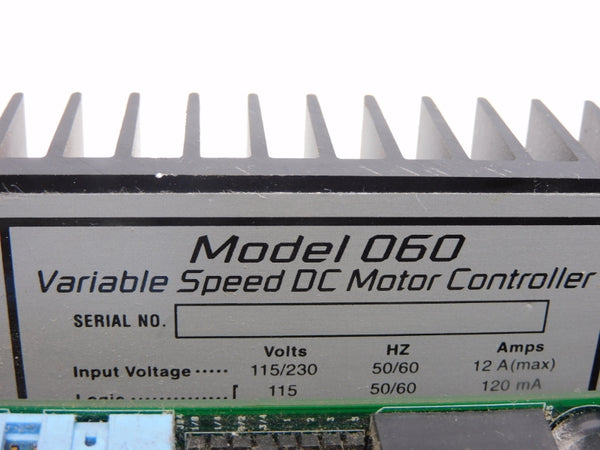 Model 060
Variable Speed DC Motor Controller
SERIAL NO.
Volts HZ Amps
Input Voltage ····· 115/230 50/60 12 A(max)
Logic ············· 115 50/60 120 mA